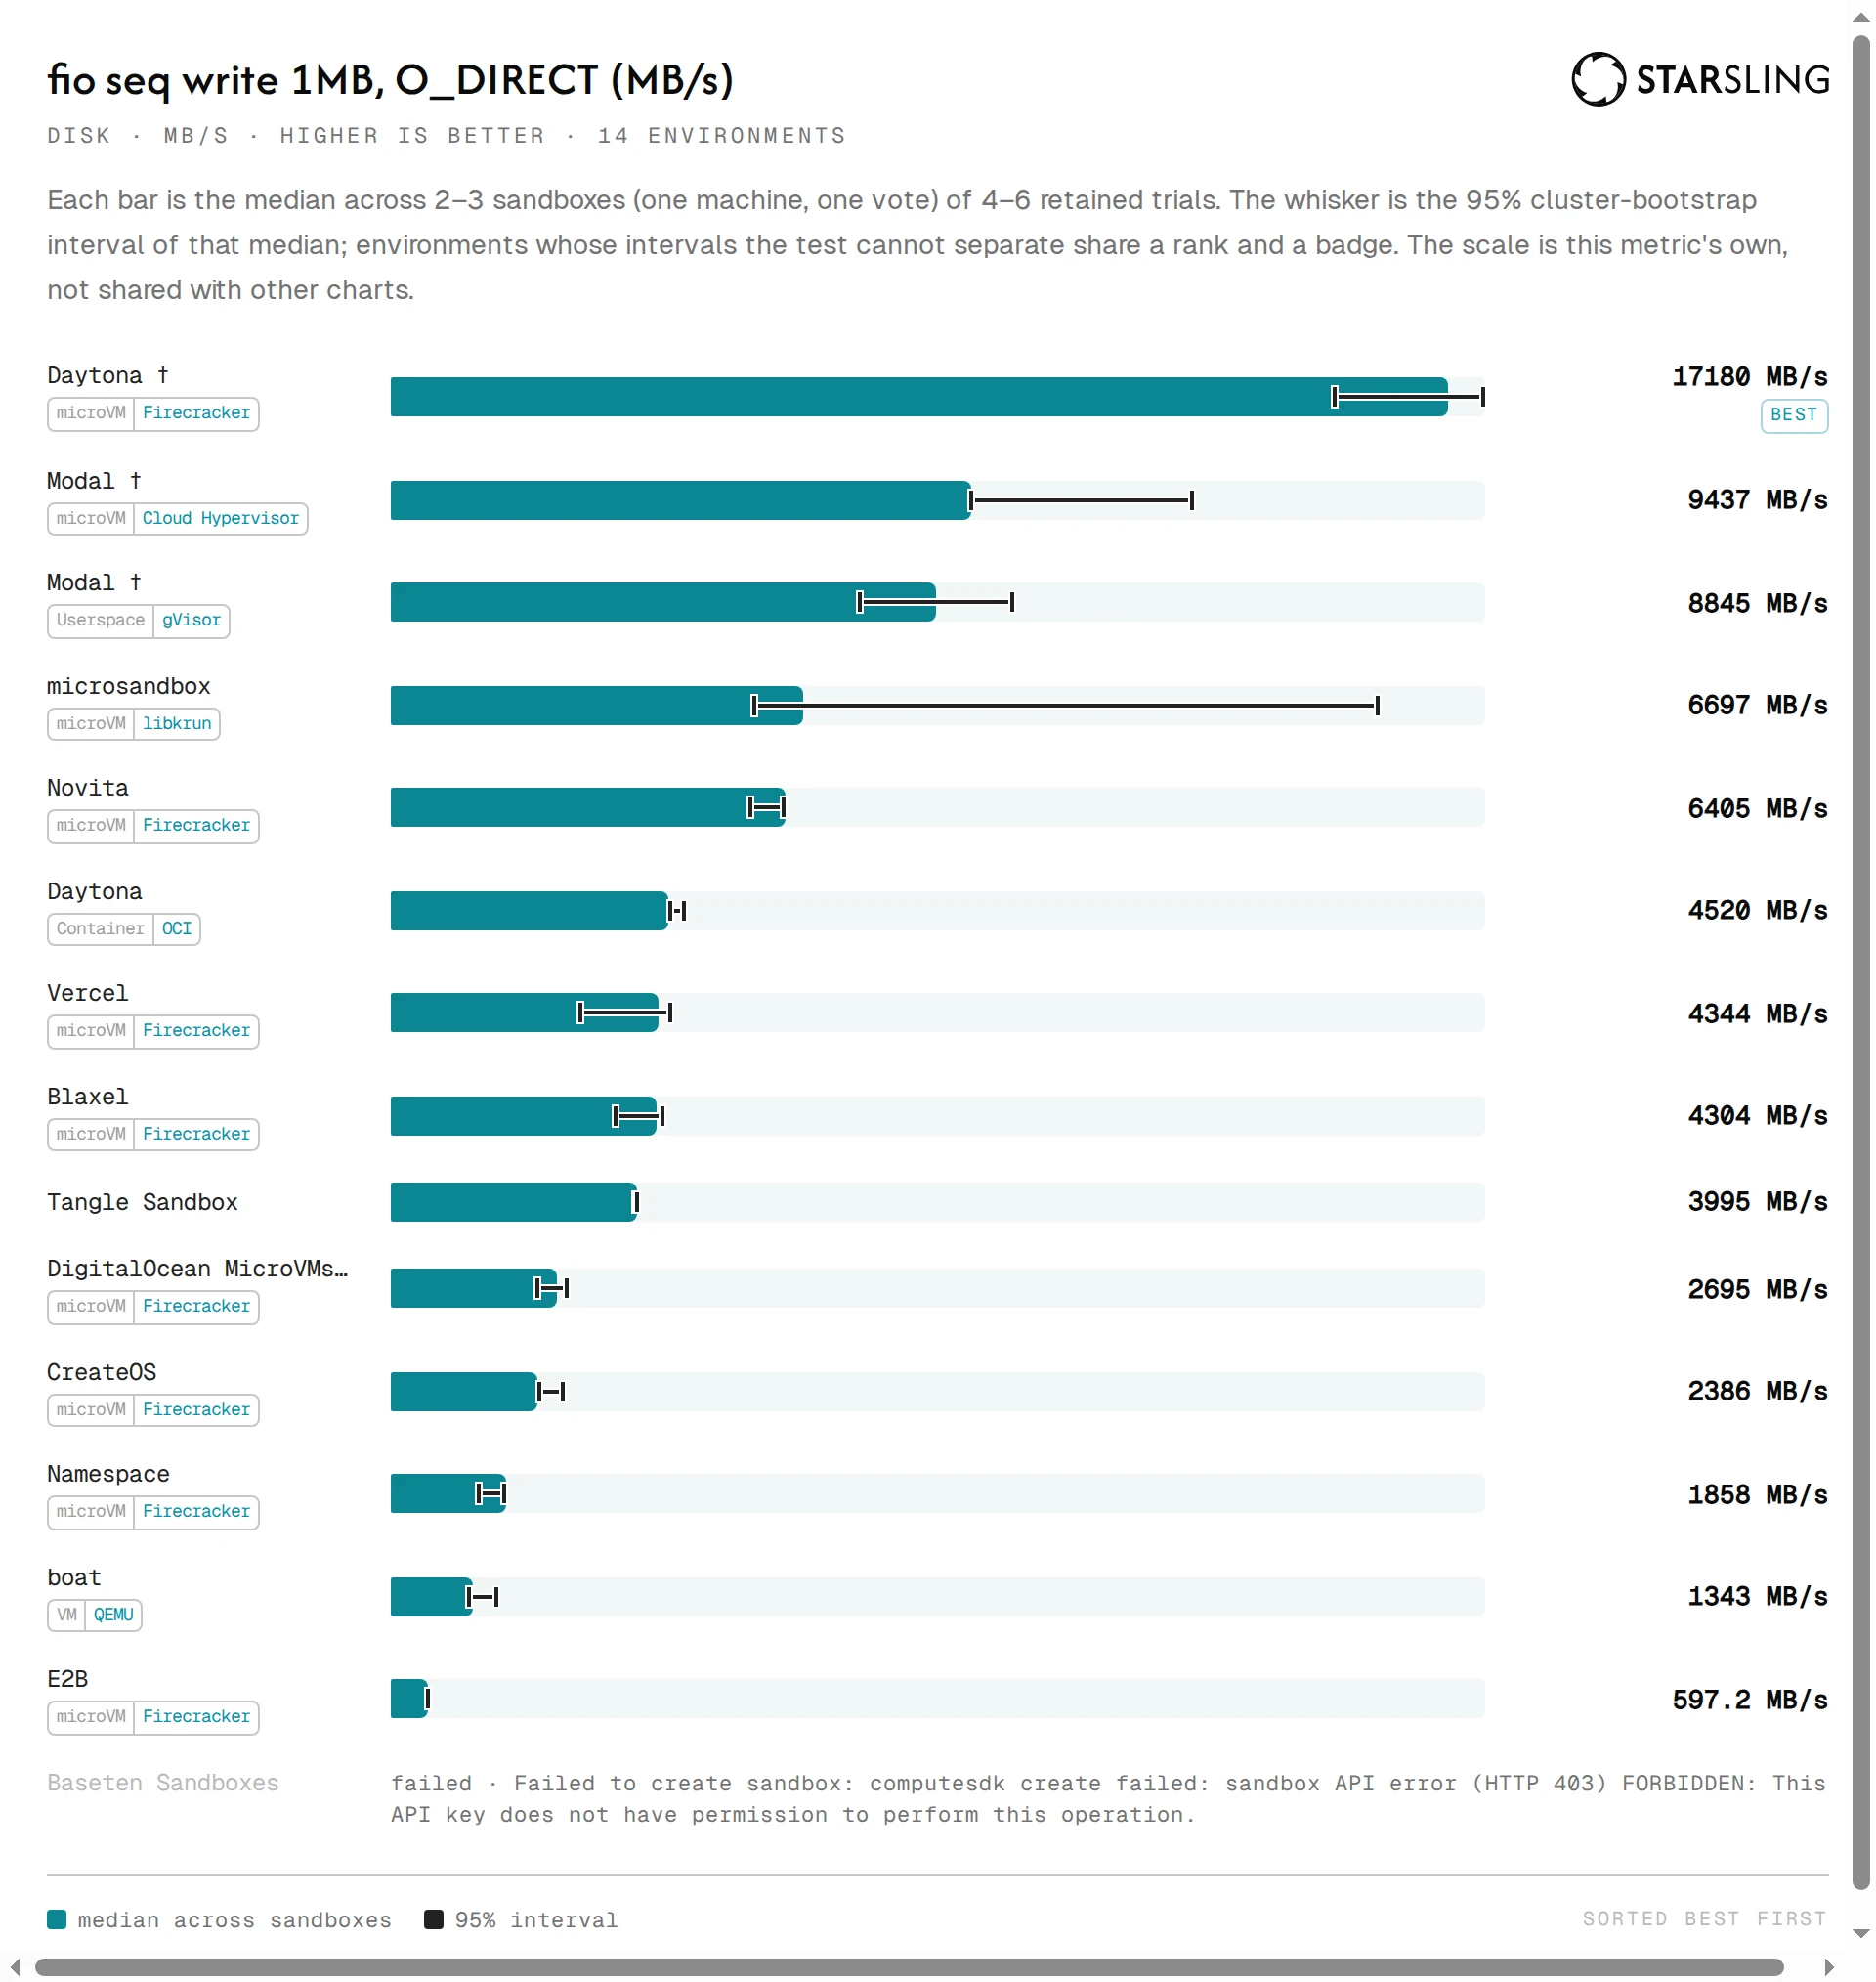 fio seq write 1MB, O_DIRECT (MB/s)
STARSLING
DISK · MB/S · HIGHER IS BETTER · 14 ENVIRONMENTS
Each bar is the median across 2–3 sandboxes (one machine, one vote) of 4–6 retained trials. The whisker is the 95% cluster-bootstrap
interval of that median; environments whose intervals the test cannot separate share a rank and a badge. The scale is this metric's own,
not shared with other charts.
Daytona †
microVM Firecracker
17180 MB/s
BEST
Modal †
microVM Cloud Hypervisor
9437 MB/s
Modal †
Userspace gVisor
8845 MB/s
microsandbox
microVM libkrun
6697 MB/s
Novita
microVM Firecracker
6405 MB/s
Daytona
Container OCI
4520 MB/s
Vercel
microVM Firecracker
4344 MB/s
Blaxel
microVM Firecracker
4304 MB/s
Tangle Sandbox
3995 MB/s
DigitalOcean MicroVMs…
microVM Firecracker
2695 MB/s
CreateOS
microVM Firecracker
2386 MB/s
Namespace
microVM Firecracker
1858 MB/s
boat
VM QEMU
1343 MB/s
E2B
microVM Firecracker
597.2 MB/s
Baseten Sandboxes
failed · Failed to create sandbox: computesdk create failed: sandbox API error (HTTP 403) FORBIDDEN: This
API key does not have permission to perform this operation.
median across sandboxes
95% interval
SORTED BEST FIRST